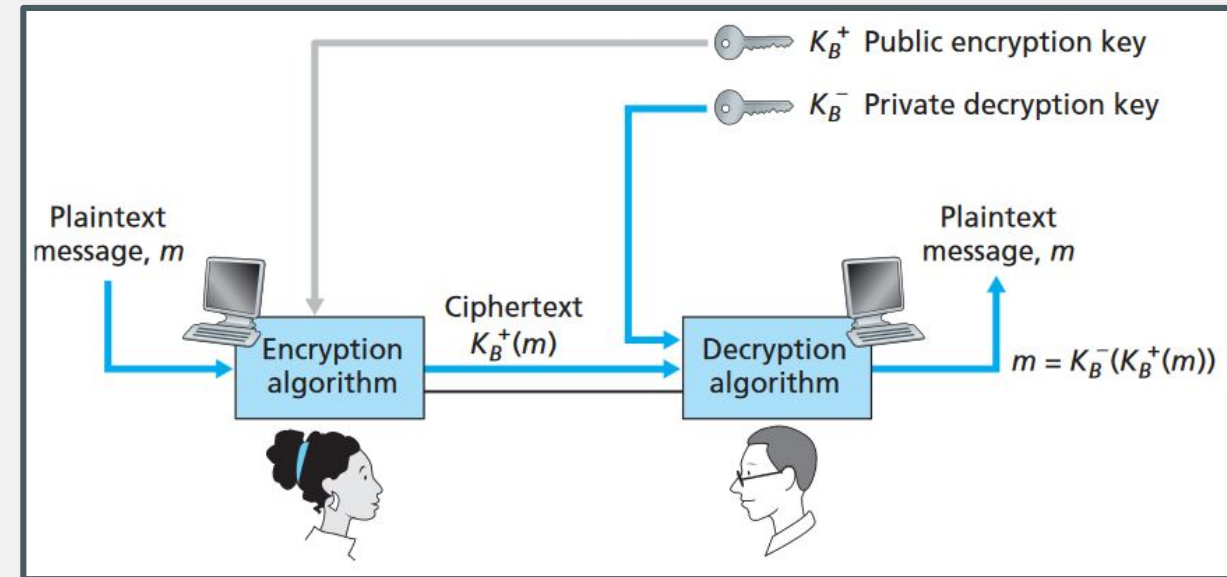 K_B^+ Public encryption key
K_B^- Private decryption key
Plaintext
message, m
Plaintext
message, m
Ciphertext
K_B^+(m)
Encryption
algorithm
Decryption
algorithm
m = K_B^-(K_B^+(m))